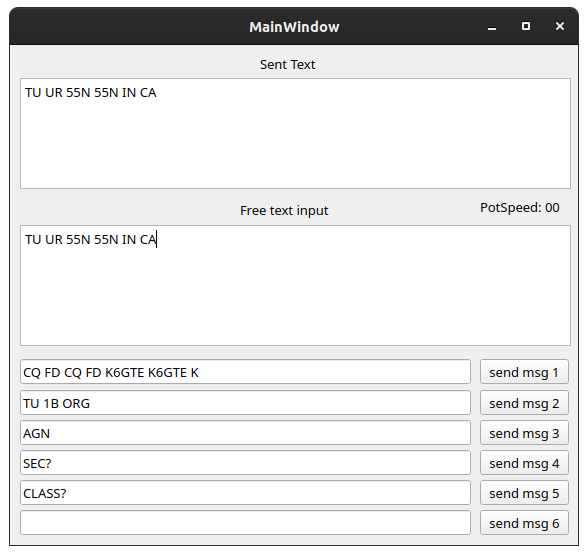 MainWindow
Sent Text
TU UR 55N 55N IN CA
Free text input
PotSpeed: 00
TU UR 55N 55N IN CA
CQ FD CQ FD K6GTE K6GTE K
send msg 1
TU 1B ORG
send msg 2
AGN
send msg 3
SEC?
send msg 4
CLASS?
send msg 5
send msg 6